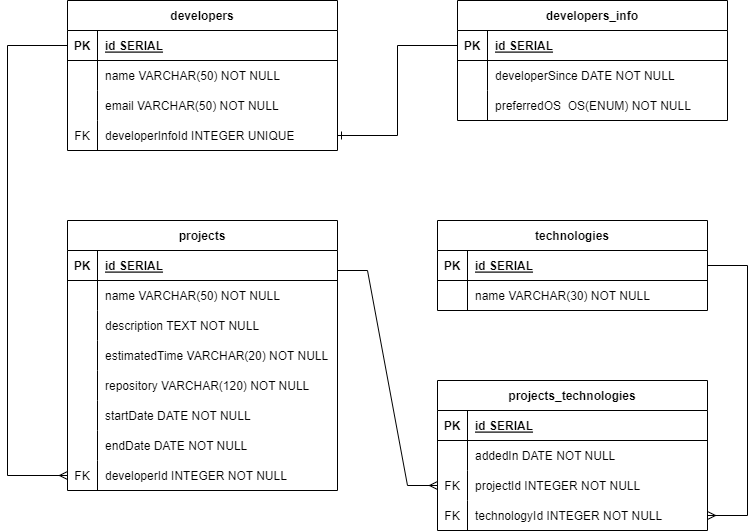 developers
PK id SERIAL
name VARCHAR(50) NOT NULL
email VARCHAR(50) NOT NULL
FK developerInfoId INTEGER UNIQUE
developers_info
PK id SERIAL
developerSince DATE NOT NULL
preferredOS  OS(ENUM) NOT NULL
projects
PK id SERIAL
name VARCHAR(50) NOT NULL
description TEXT NOT NULL
estimatedTime VARCHAR(20) NOT NULL
repository VARCHAR(120) NOT NULL
startDate DATE NOT NULL
endDate DATE NOT NULL
FK developerId INTEGER NOT NULL
technologies
PK id SERIAL
name VARCHAR(30) NOT NULL
projects_technologies
PK id SERIAL
addedIn DATE NOT NULL
FK projectId INTEGER NOT NULL
FK technologyId INTEGER NOT NULL